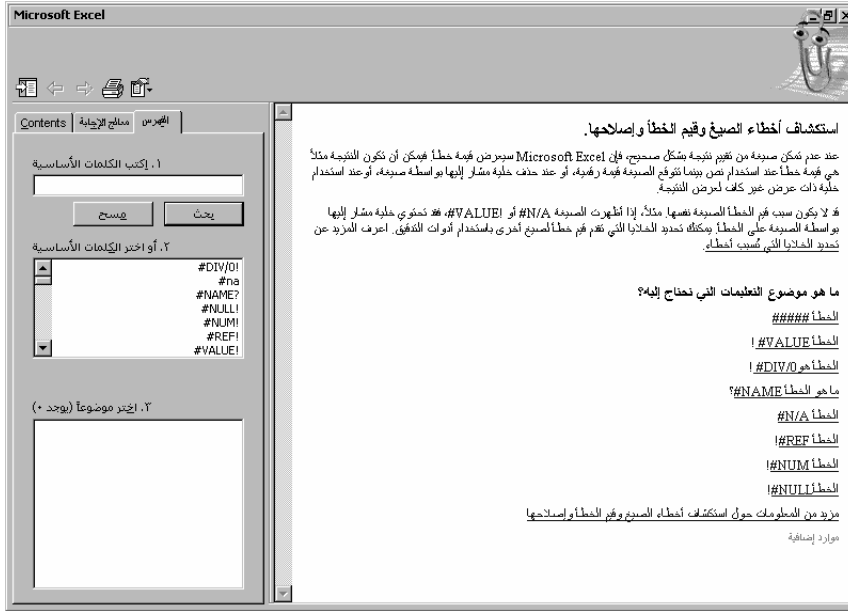 Microsoft Excel
Contents
معالج الإجابة
الفهرس
١. إكتب الكلمات الأساسية
يحث
مسح
٢. أو اختر الكلمات الأساسية
#DIV/0!
#na
#NAME?
#NULL!
#NUM!
#REF!
#VALUE!
٣. اختر موضوعاً (يوجد ٠)
استكشاف أخطاء الصيغ وقيم الخطأ وإصلاحها.
عند عدم تمكن صيغة من تقييم نتيجة بشكل صحيح، فإن Microsoft Excel سيعرض قيمة خطأ. فيمكن أن تكون النتيجة مثلاً
هي قيمة خطأ عند استخدام نص بينما تتوقع الصيغة قيمة رقمية، أو عند حذف خلية مشار إليها بواسطة صيغة، أو عند استخدام
خلية ذات عرض غير كاف لعرض النتيجة.
قد لا يكون سبب قيم الخطأ الصيغة نفسها. مثلاً، إذا أظهرت الصيغة #N/A أو #VALUE!، فقد تحتوي خلية مشار إليها
بواسطة الصيغة على الخطأ. يمكنك تحديد الخلايا التي تقدم قيم خطأ لصيغ أخرى باستخدام أدوات التدقيق. اعرف المزيد عن
تحديد الخلايا التي تُسبب أخطاء.
ما هو موضوع التعليمات التي تحتاج إليه؟
الخطأ #####
الخطأ #VALUE !
الخطأ هو #DIV/0 !
ما هو الخطأ #NAME؟
الخطأ #N/A
الخطأ #REF!
الخطأ #NUM!
الخطأ #NULL!
مزيد من المعلومات حول استكشاف أخطاء الصيغ وقيم الخطأ وإصلاحها
موارد إضافية